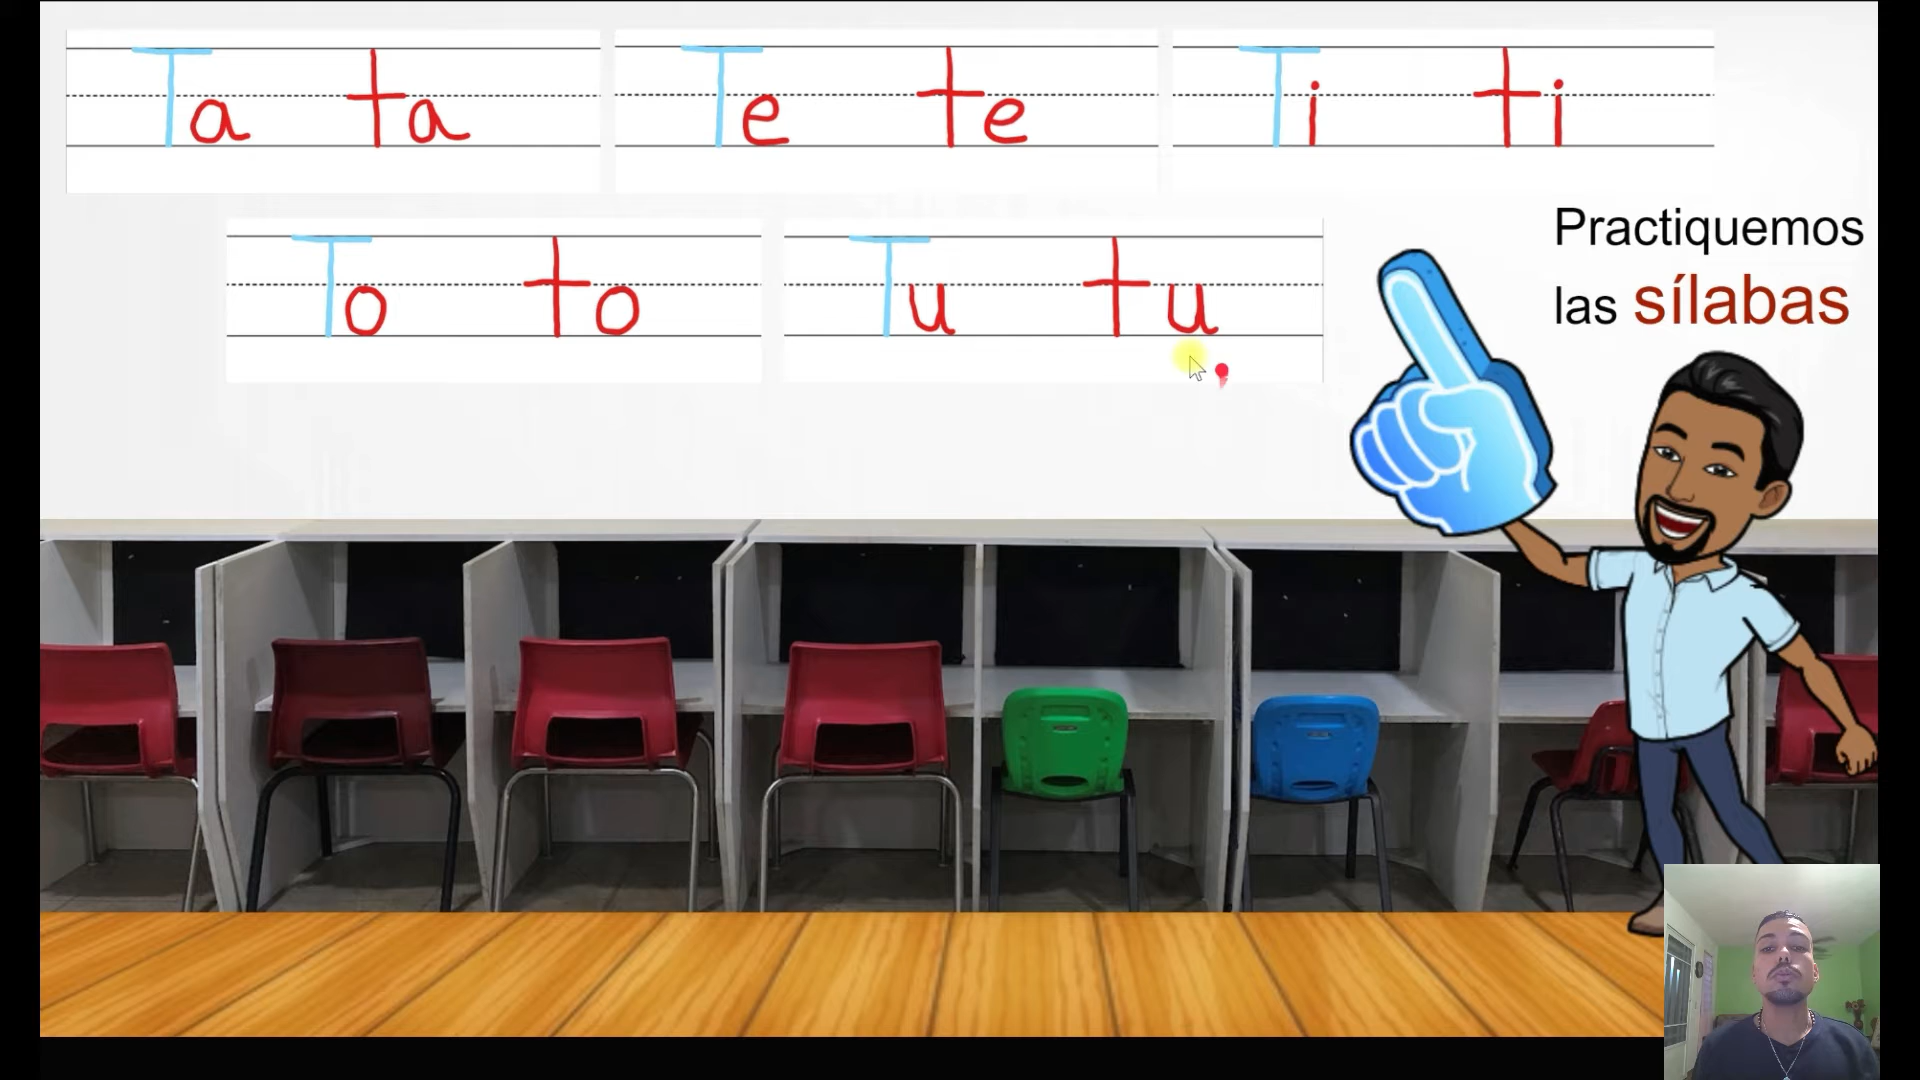 Ta ta Te te Ti ti
To to Tu tu
Practiquemos
las sílabas